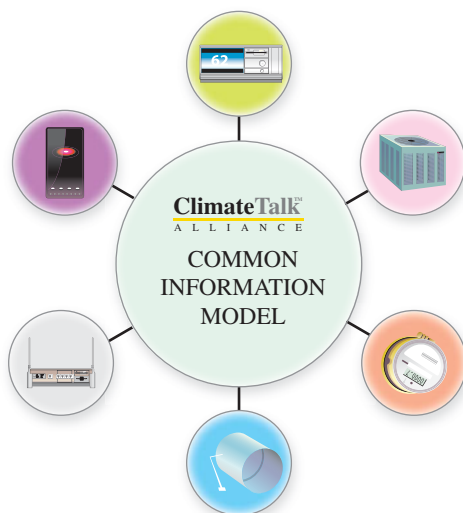 62
ClimateTalk™
ALLIANCE
COMMON
INFORMATION
MODEL